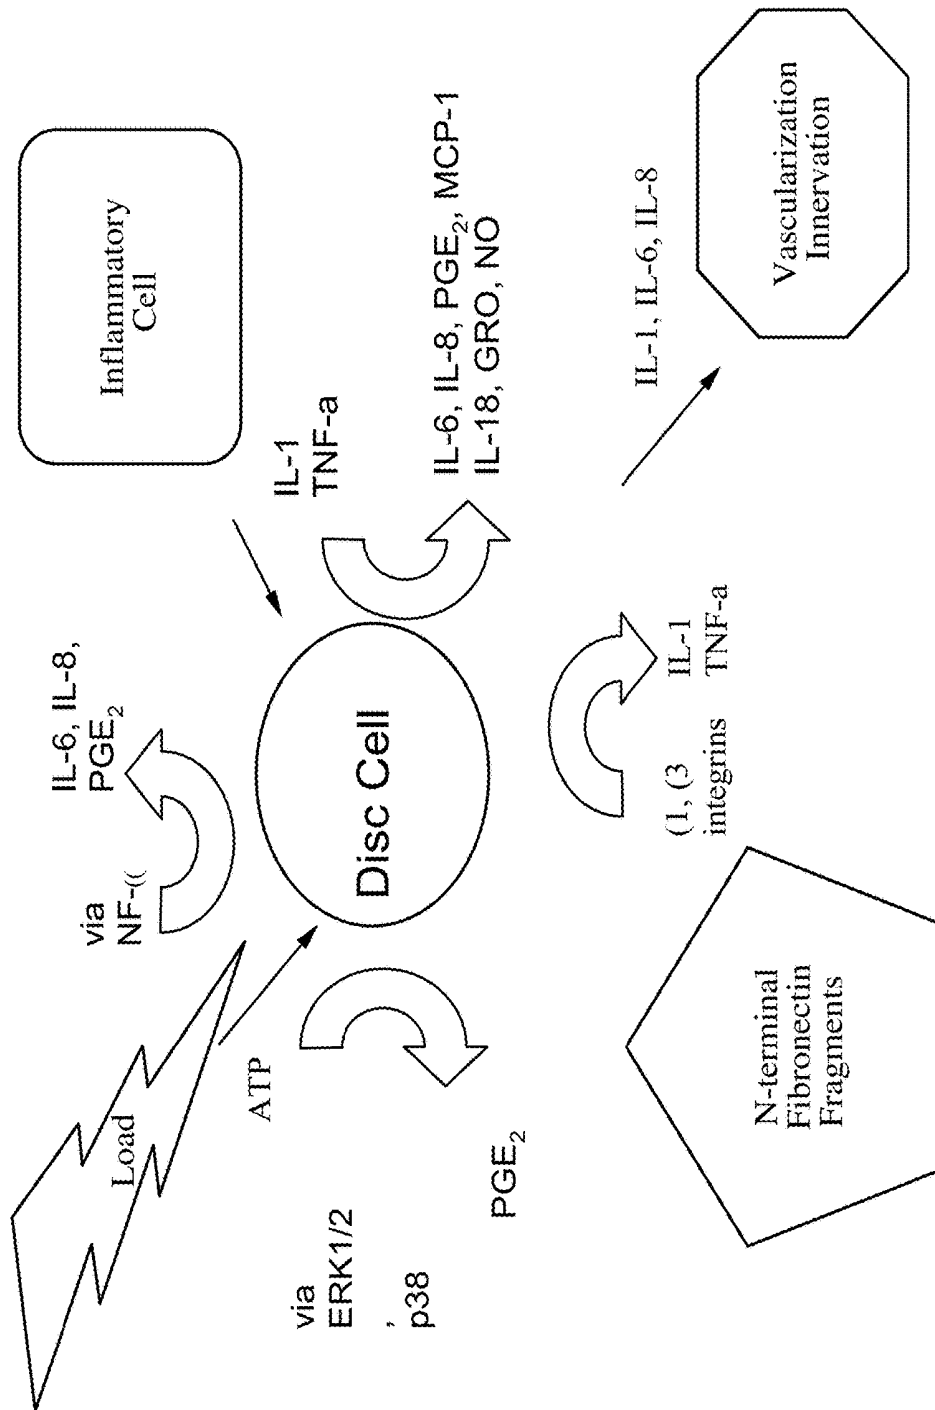 Load
via
NF-((
IL-6, IL-8,
PGE₂
Inflammatory
Cell
ATP
IL-1
TNF-a
via
ERK1/2
, p38
Disc Cell
IL-6, IL-8, PGE₂, MCP-1
IL-18, GRO, NO
PGE₂
(1, (3
integrins
IL-1
TNF-a
IL-1, IL-6, IL-8
N-terminal
Fibronectin
Fragments
Vascularization
Innervation